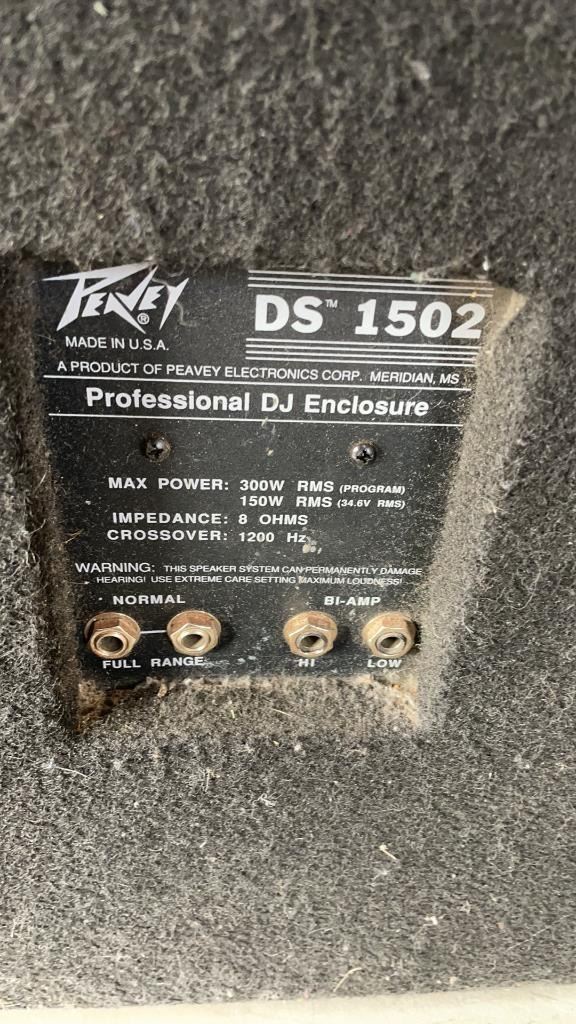 PEAVEY®
DS™ 1502
MADE IN U.S.A.
A PRODUCT OF PEAVEY ELECTRONICS CORP. MERIDIAN, MS
Professional DJ Enclosure
MAX POWER: 300W RMS (PROGRAM)
150W RMS (34.6V RMS)
IMPEDANCE: 8 OHMS
CROSSOVER: 1200 Hz
WARNING: THIS SPEAKER SYSTEM CAN PERMANENTLY DAMAGE
HEARING! USE EXTREME CARE SETTING MAXIMUM LOUDNESS!
NORMAL BI-AMP
FULL RANGE HI LOW